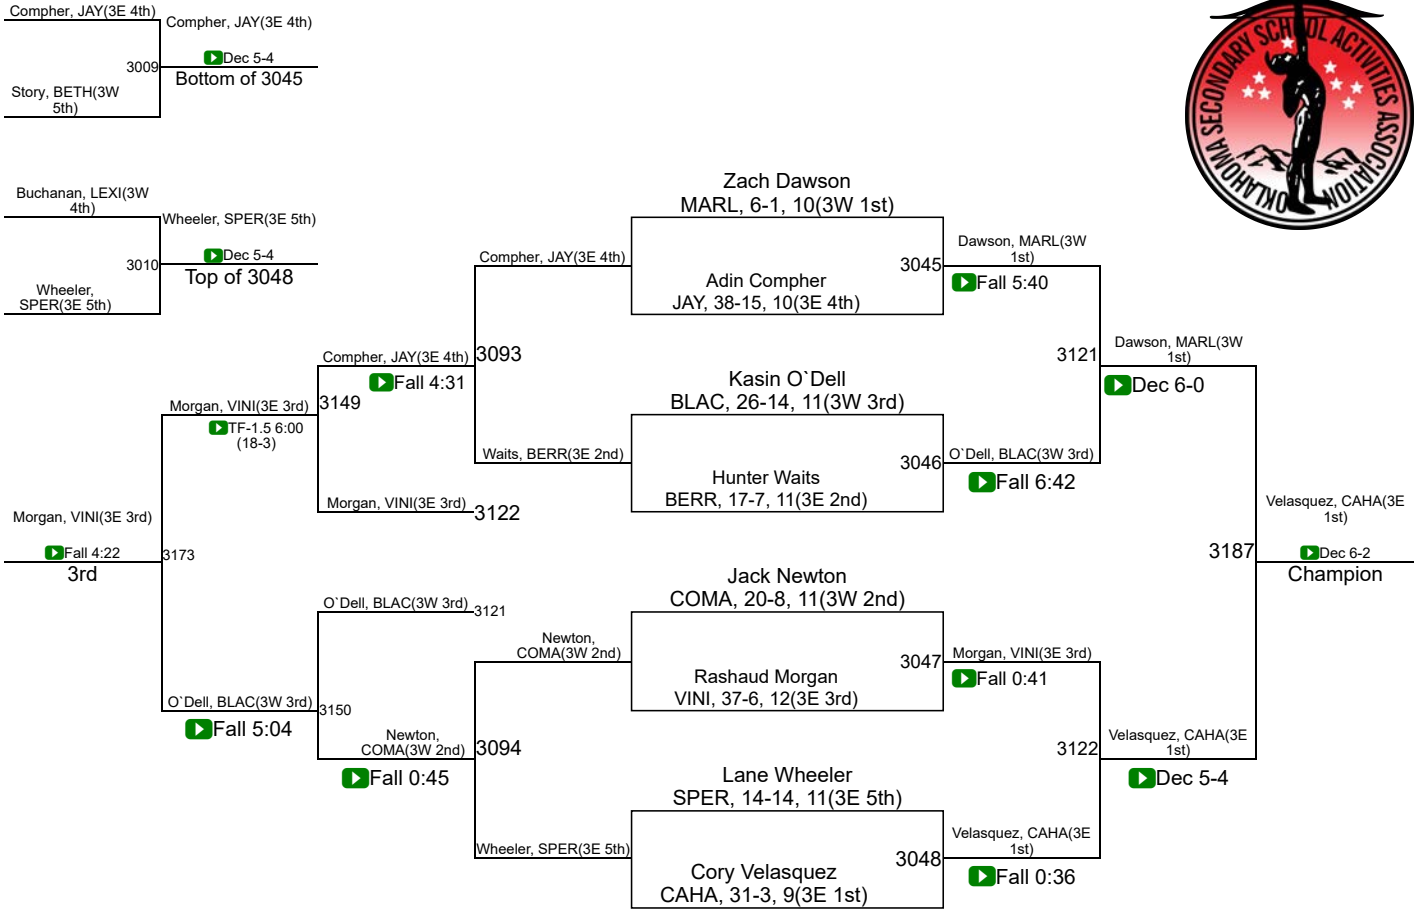 Compher, JAY(3E 4th)
Compher, JAY(3E 4th)
Dec 5-4
3009
Bottom of 3045
Story, BETH(3W
5th)
Buchanan, LEXI(3W
4th)
Wheeler, SPER(3E 5th)
Dec 5-4
3010
Top of 3048
Wheeler,
SPER(3E 5th)
OKLAHOMA SECONDARY SCHOOL ACTIVITIES ASSOCIATION
Zach Dawson
MARL, 6-1, 10(3W 1st)
Compher, JAY(3E 4th)
Adin Compher
JAY, 38-15, 10(3E 4th)
3045
Dawson, MARL(3W
1st)
Fall 5:40
Compher, JAY(3E 4th)
3093
Fall 4:31
3121
Dawson, MARL(3W
1st)
Dec 6-0
Kasin O`Dell
BLAC, 26-14, 11(3W 3rd)
Morgan, VINI(3E 3rd)
3149
TF-1.5 6:00
(18-3)
Waits, BERR(3E 2nd)
Hunter Waits
BERR, 17-7, 11(3E 2nd)
3046
O`Dell, BLAC(3W 3rd)
Fall 6:42
Morgan, VINI(3E 3rd)
3122
Morgan, VINI(3E 3rd)
Fall 4:22
3173
3rd
Velasquez, CAHA(3E
1st)
3187
Dec 6-2
Champion
Jack Newton
COMA, 20-8, 11(3W 2nd)
O`Dell, BLAC(3W 3rd)
3121
Newton,
COMA(3W 2nd)
Rashaud Morgan
VINI, 37-6, 12(3E 3rd)
3047
Morgan, VINI(3E 3rd)
Fall 0:41
O`Dell, BLAC(3W 3rd)
3150
Fall 5:04
Newton,
COMA(3W 2nd)
3094
Fall 0:45
3122
Velasquez, CAHA(3E
1st)
Dec 5-4
Lane Wheeler
SPER, 14-14, 11(3E 5th)
Wheeler, SPER(3E 5th)
Cory Velasquez
CAHA, 31-3, 9(3E 1st)
3048
Velasquez, CAHA(3E
1st)
Fall 0:36